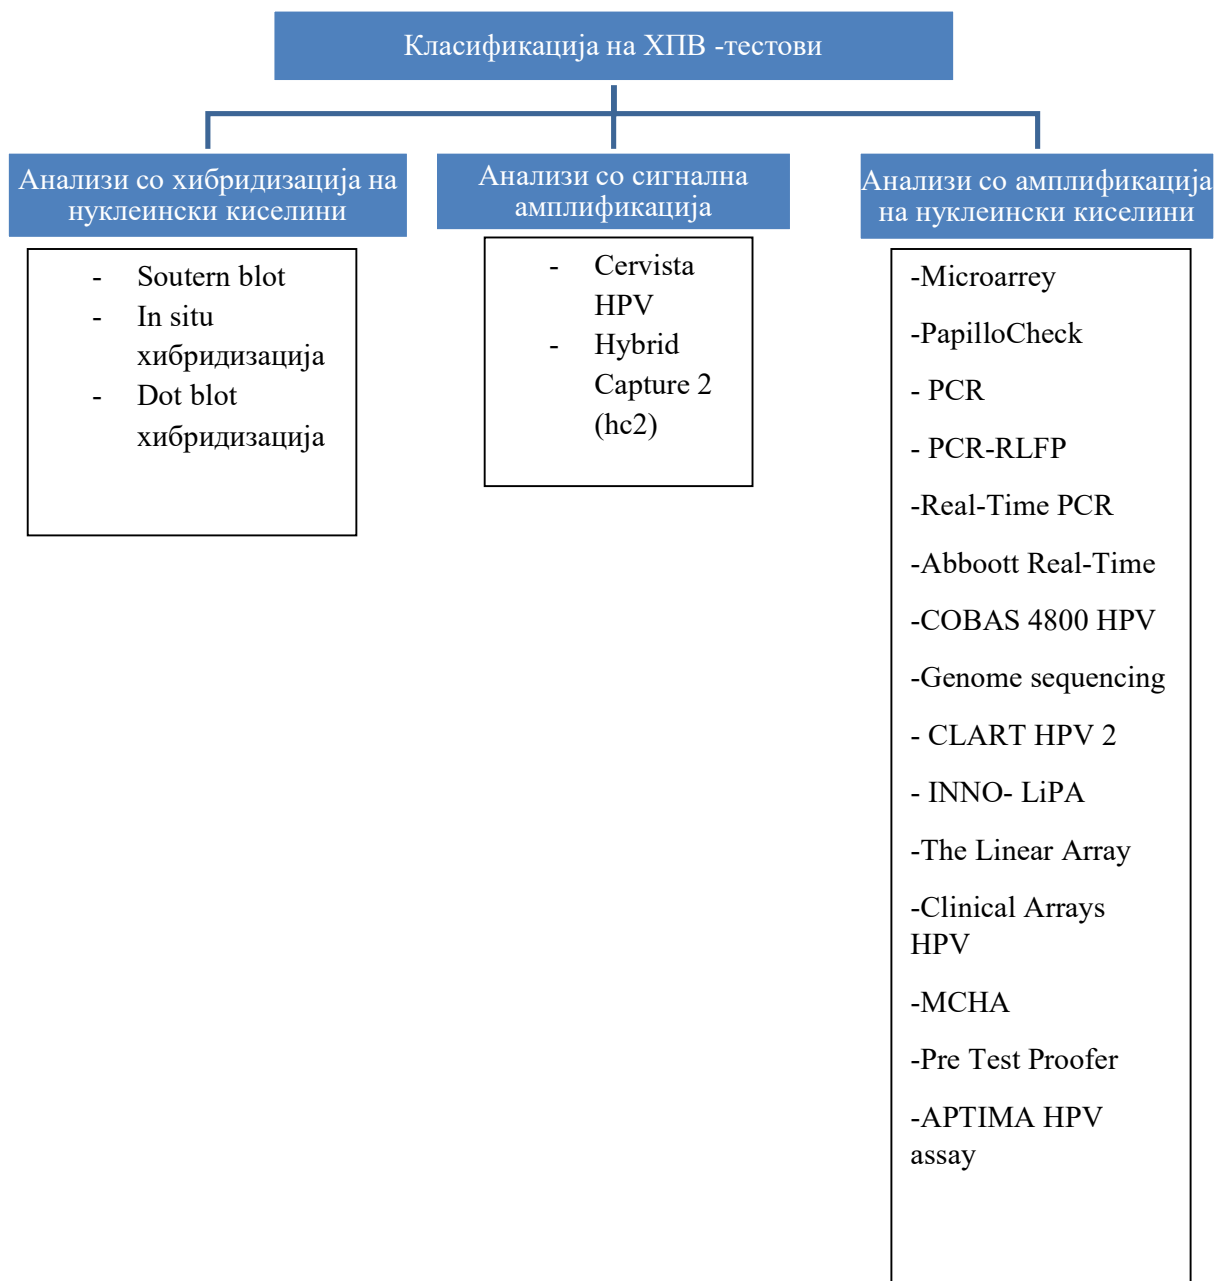 Класификација на ХПВ -тестови
Анализи со хибридизација на
нуклеински киселини
- Soutern blot
- In situ
хибридизација
- Dot blot
хибридизација
Анализи со сигнална
амплификација
- Cervista
HPV
- Hybrid
Capture 2
(hc2)
Анализи со амплификација
на нуклеински киселини
-Microarrey
-PapilloCheck
- PCR
- PCR-RLFP
-Real-Time PCR
-Abboott Real-Time
-COBAS 4800 HPV
-Genome sequencing
- CLART HPV 2
- INNO- LiPA
-The Linear Array
-Clinical Arrays
HPV
-MCHA
-Pre Test Proofer
-APTIMA HPV
assay